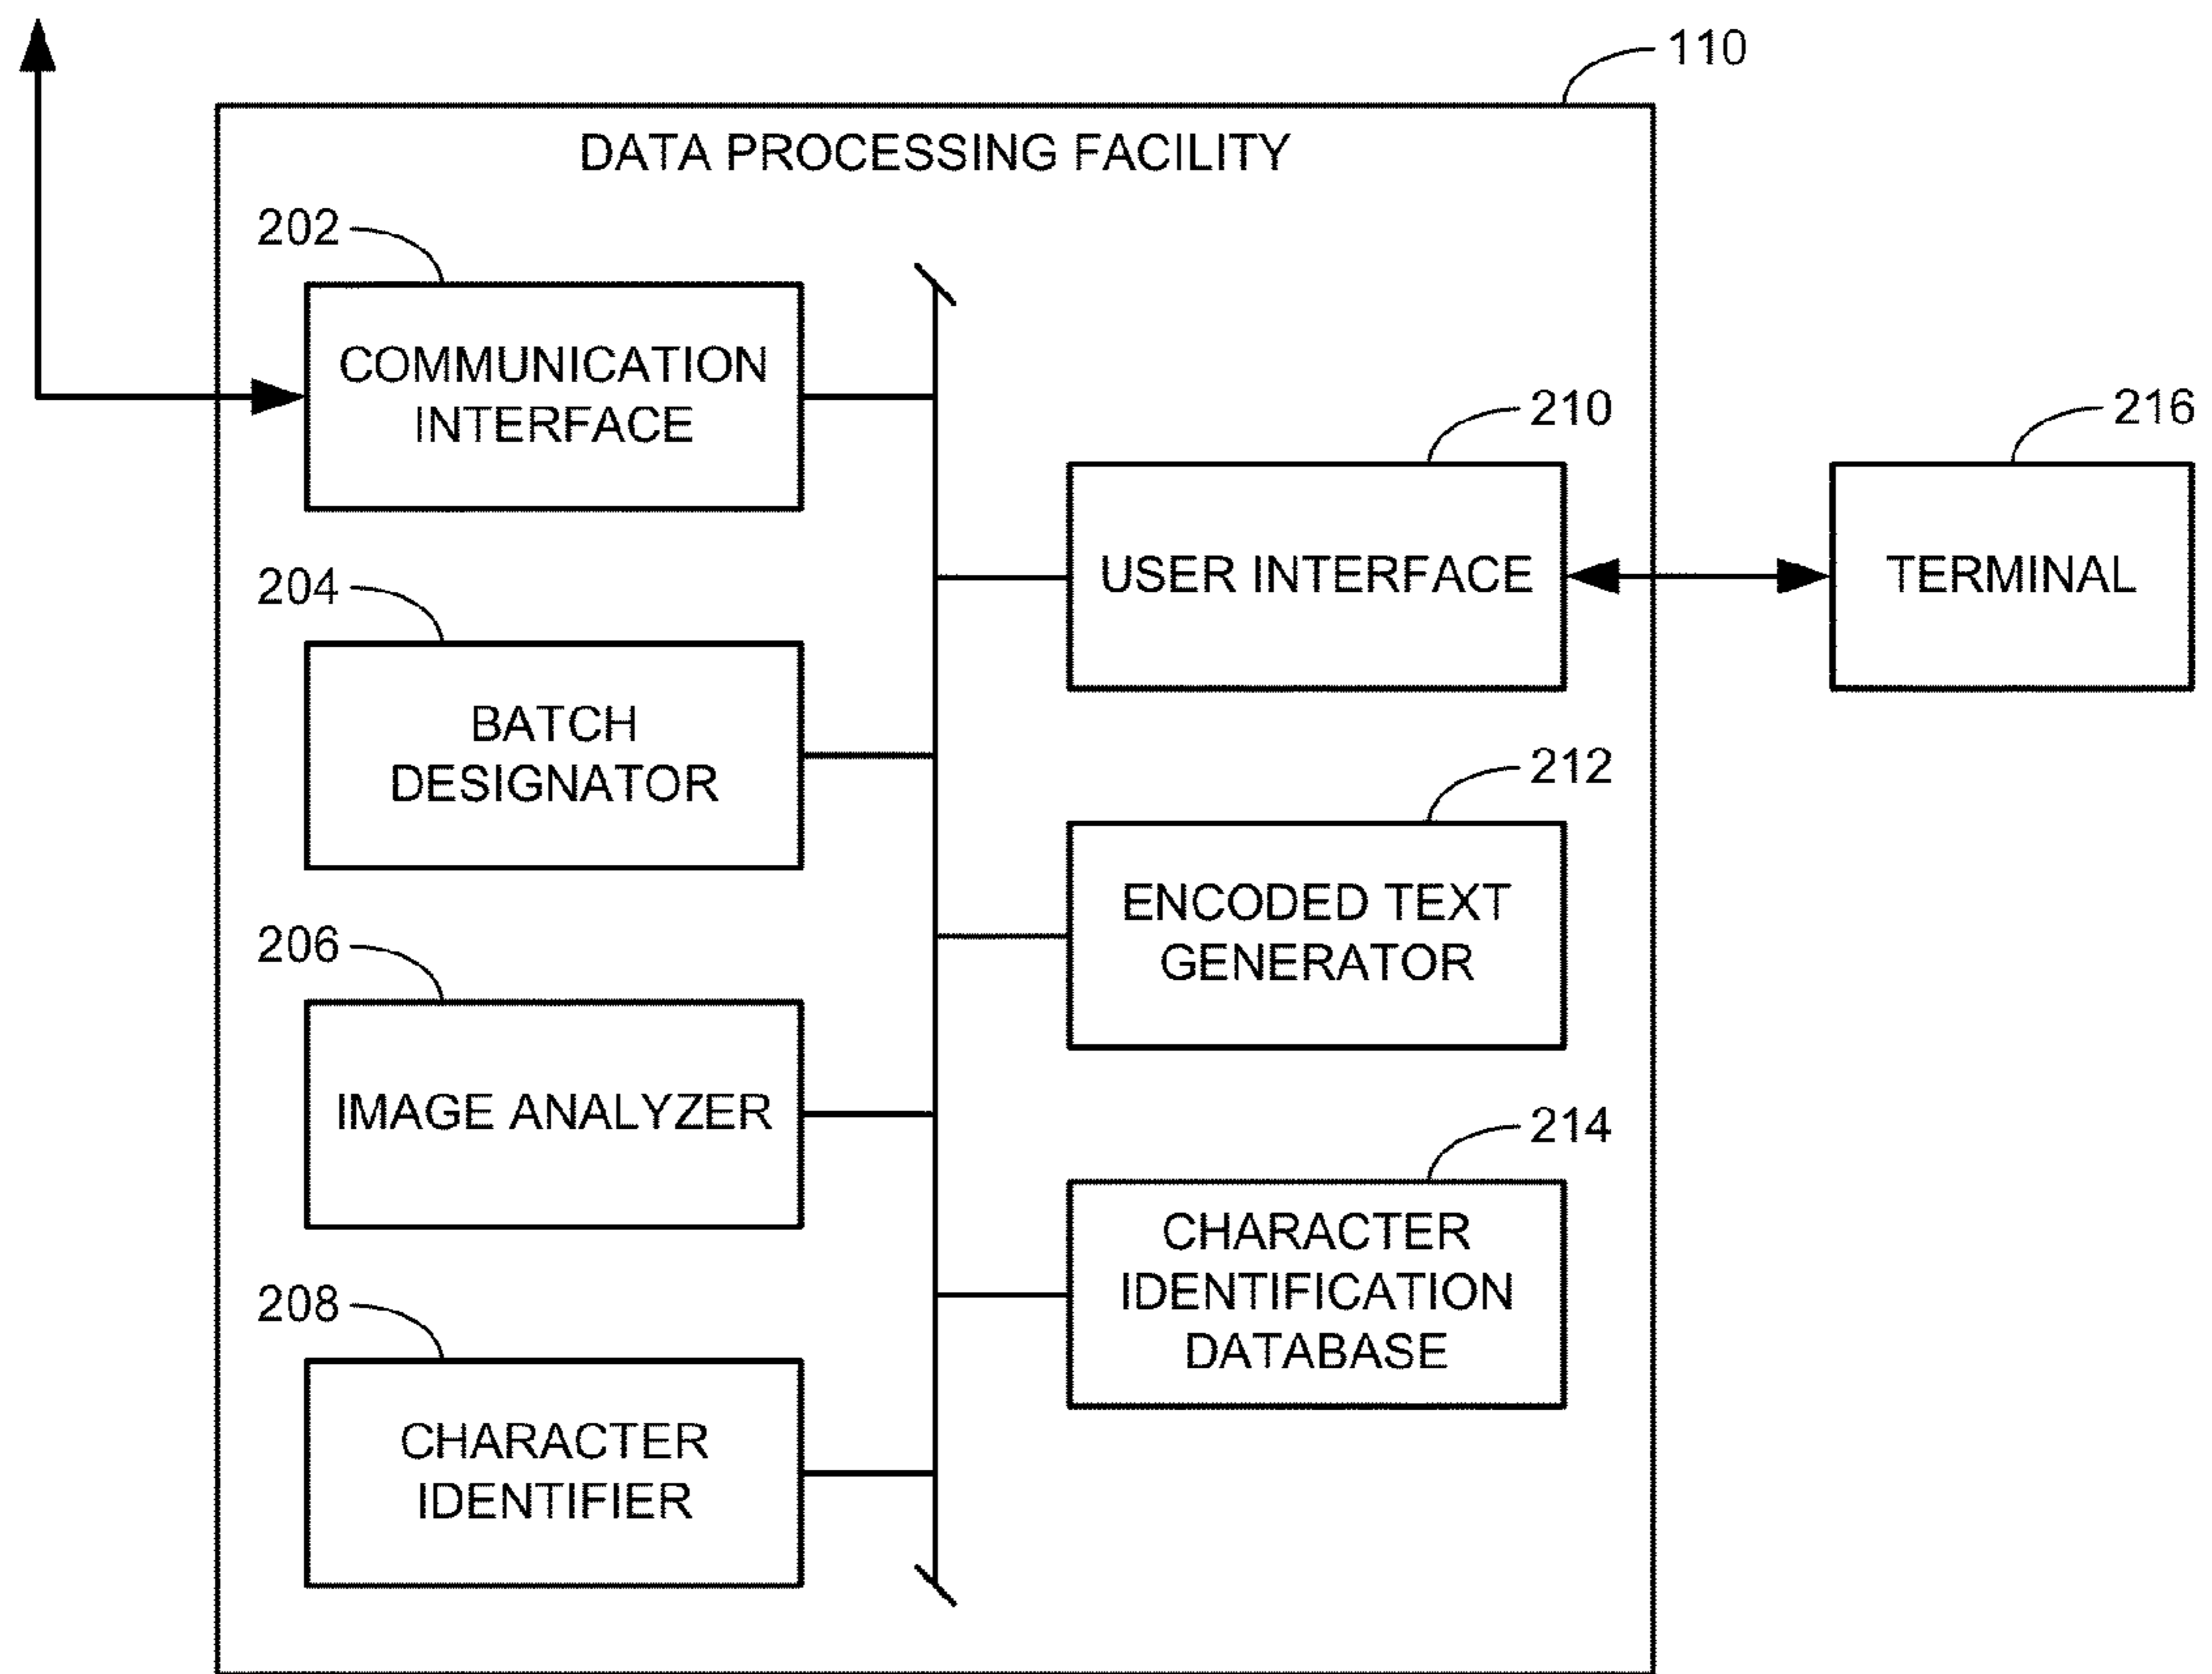 110
DATA PROCESSING FACILITY
202
COMMUNICATION
INTERFACE
210
USER INTERFACE
216
TERMINAL
204
BATCH
DESIGNATOR
212
ENCODED TEXT
GENERATOR
206
IMAGE ANALYZER
214
CHARACTER
IDENTIFICATION
DATABASE
208
CHARACTER
IDENTIFIER